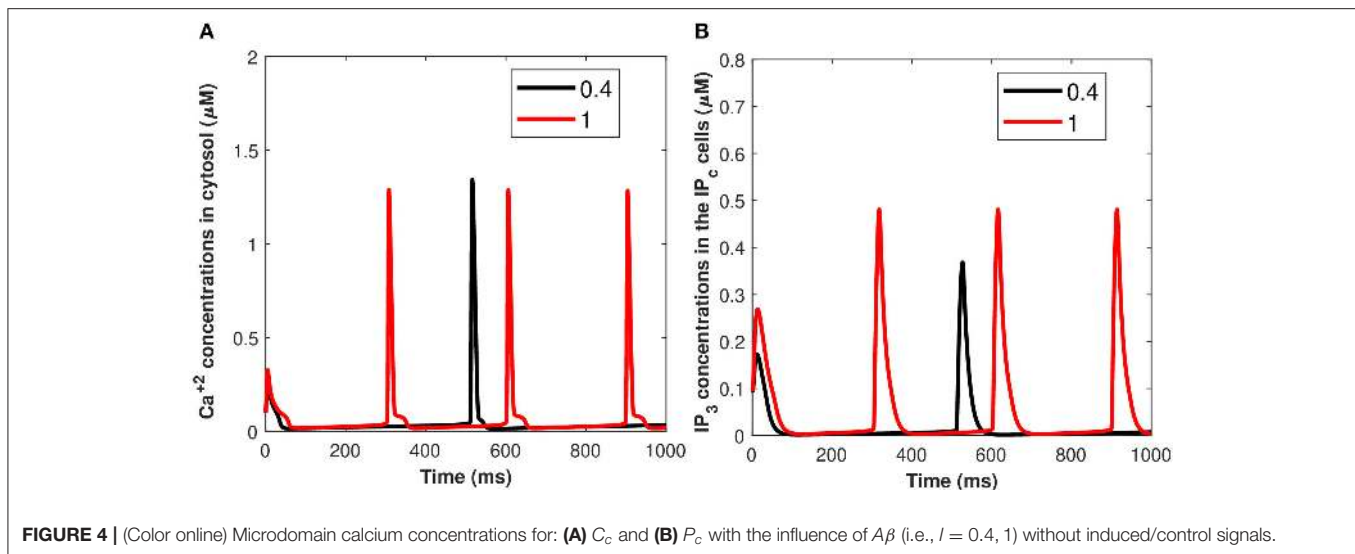 A
Ca+2 concentrations in cytosol (μM)
2
1.5
1
0.5
0
0.4
1
0 200 400 600 800 1000
Time (ms)
B
IP3 concentrations in the IPc cells (μM)
0.8
0.7
0.6
0.5
0.4
0.3
0.2
0.1
0
0.4
1
0 200 400 600 800 1000
Time (ms)
FIGURE 4 | (Color online) Microdomain calcium concentrations for: (A) Cc and (B) Pc with the influence of Aβ (i.e., l = 0.4, 1) without induced/control signals.